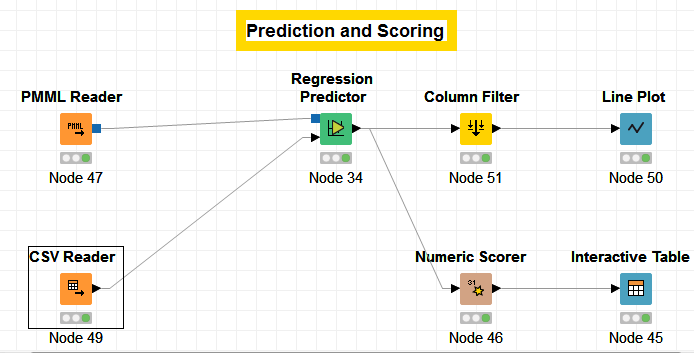 Prediction and Scoring
PMML Reader
Regression
Predictor
Column Filter
Line Plot
PMML
Node 47
Node 34
Node 51
Node 50
CSV Reader
Numeric Scorer
Interactive Table
31
Node 49
Node 46
Node 45